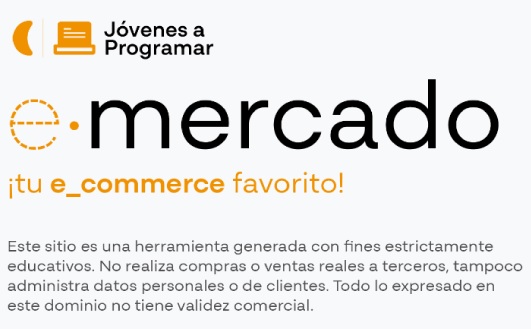 Jóvenes a
Programar
e·mercado
¡tu e_commerce favorito!
Este sitio es una herramienta generada con fines estrictamente
educativos. No realiza compras o ventas reales a terceros, tampoco
administra datos personales o de clientes. Todo lo expresado en
este dominio no tiene validez comercial.